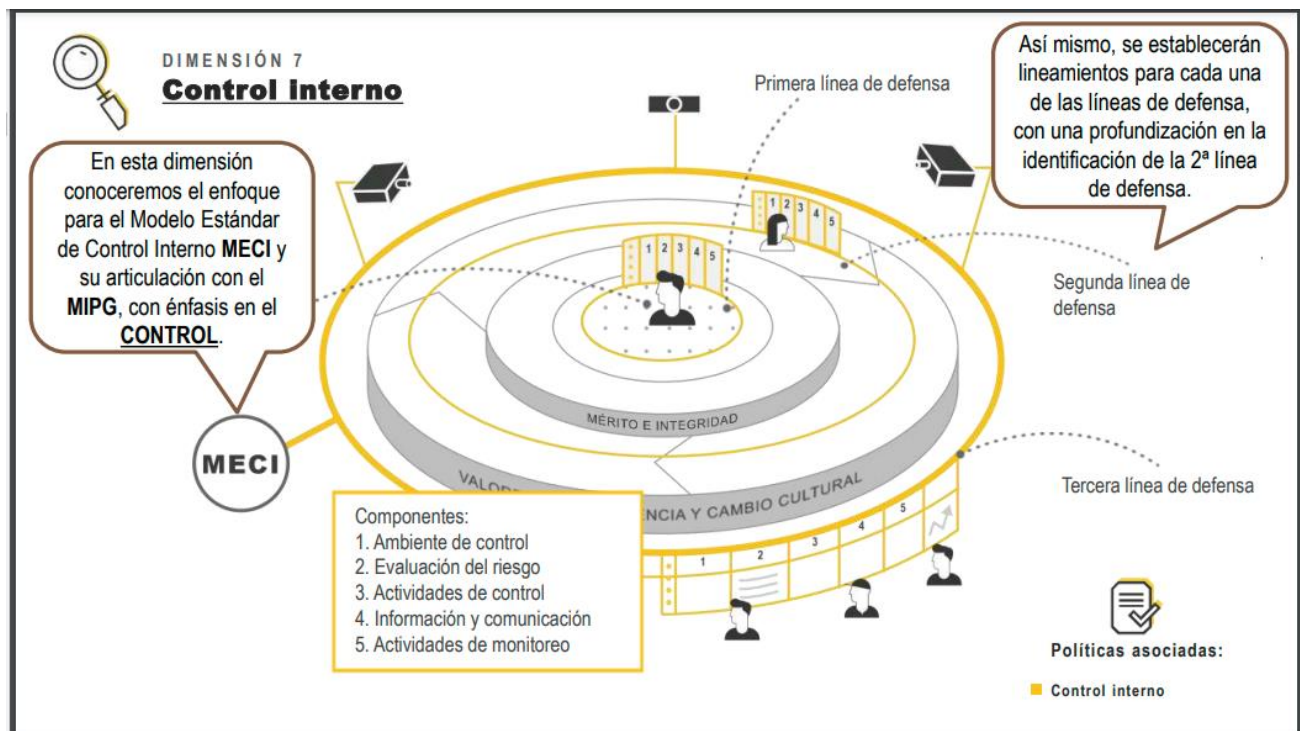 DIMENSIÓN 7
Control interno
En esta dimensión
conoceremos el enfoque
para el Modelo Estándar
de Control Interno MECI y
su articulación con el
MIPG, con énfasis en el
CONTROL.
Primera línea de defensa
Así mismo, se establecerán
lineamientos para cada una
de las líneas de defensa,
con una profundización en la
identificación de la 2ª línea
de defensa.
1 2 3 4 5
1 2 3 4 5
Segunda línea de
defensa
MÉRITO E INTEGRIDAD
MECI
CAMBIO CULTURAL
Tercera línea de defensa
Componentes:
1. Ambiente de control
2. Evaluación del riesgo
3. Actividades de control
4. Información y comunicación
5. Actividades de monitoreo
1 2 3 4 5
Políticas asociadas:
Control interno